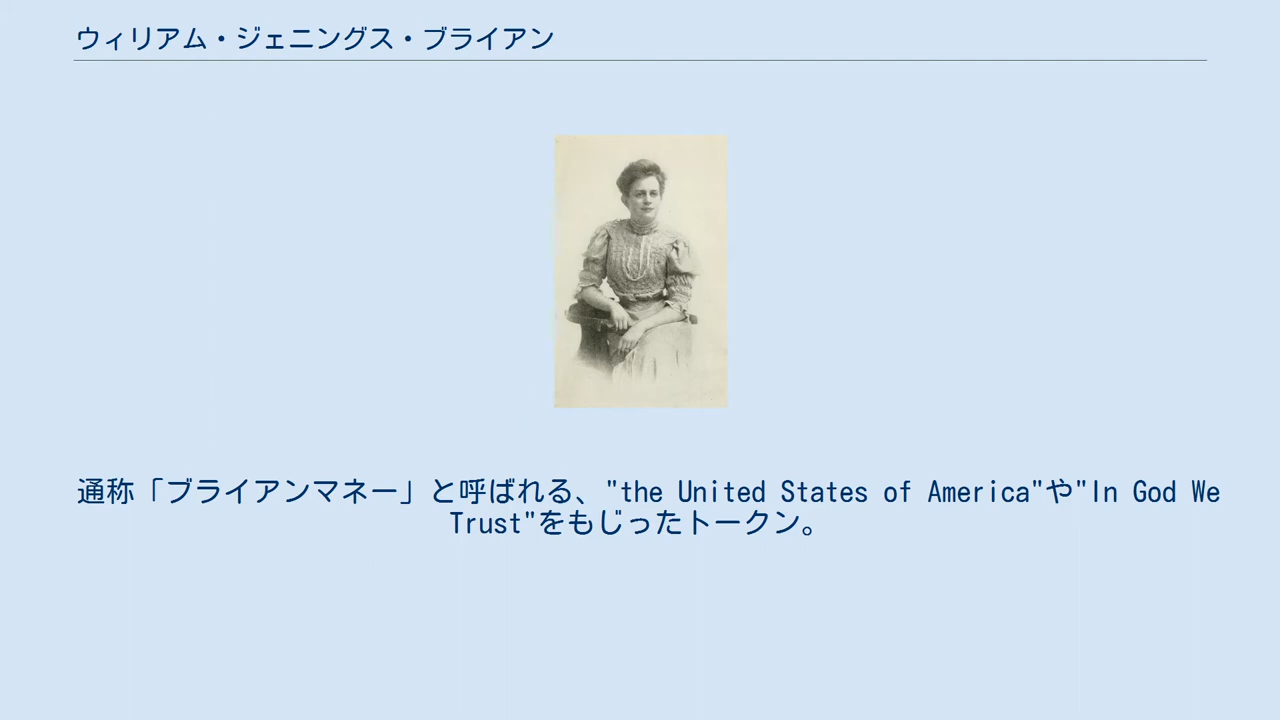 ウィリアム・ジェニングス・ブライアン
通称「ブライアンマネー」と呼ばれる、"the United States of America"や"In God We
Trust"をもじったトークン。